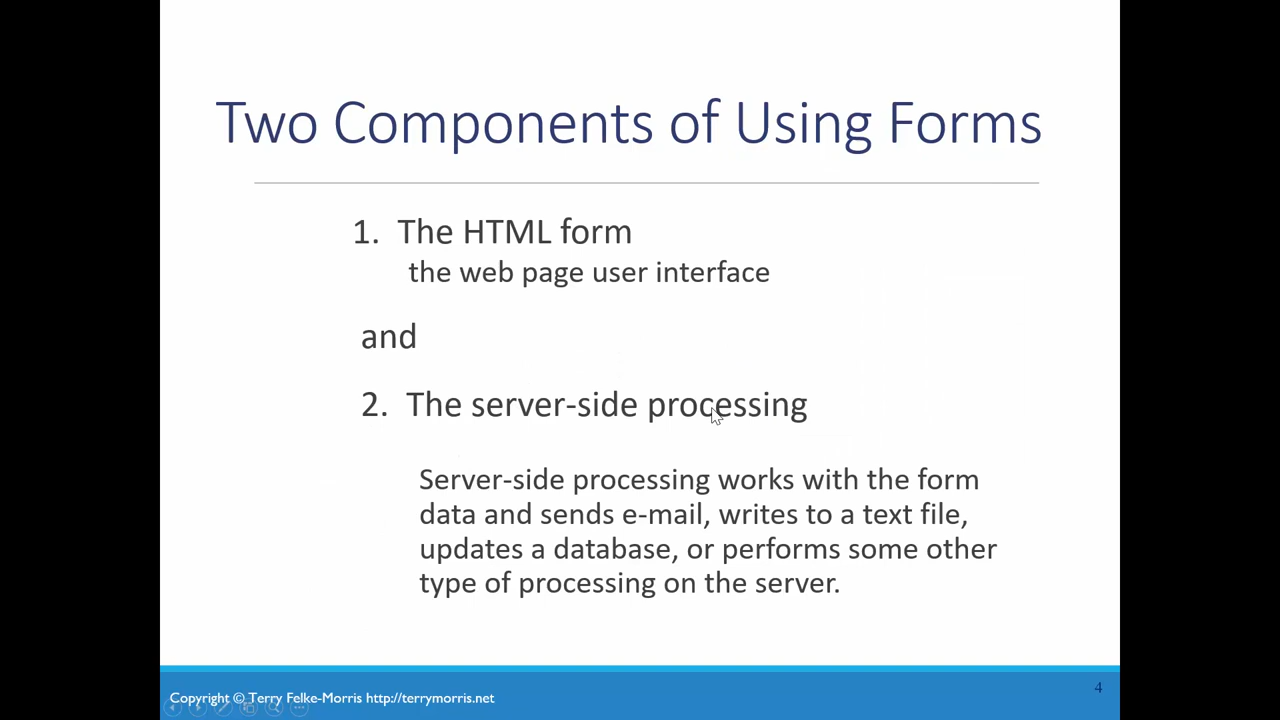 Two Components of Using Forms
1. The HTML form
the web page user interface
and
2. The server-side processing
Server-side processing works with the form
data and sends e-mail, writes to a text file,
updates a database, or performs some other
type of processing on the server.
Copyright © Terry Felke-Morris http://terrymorris.net
4